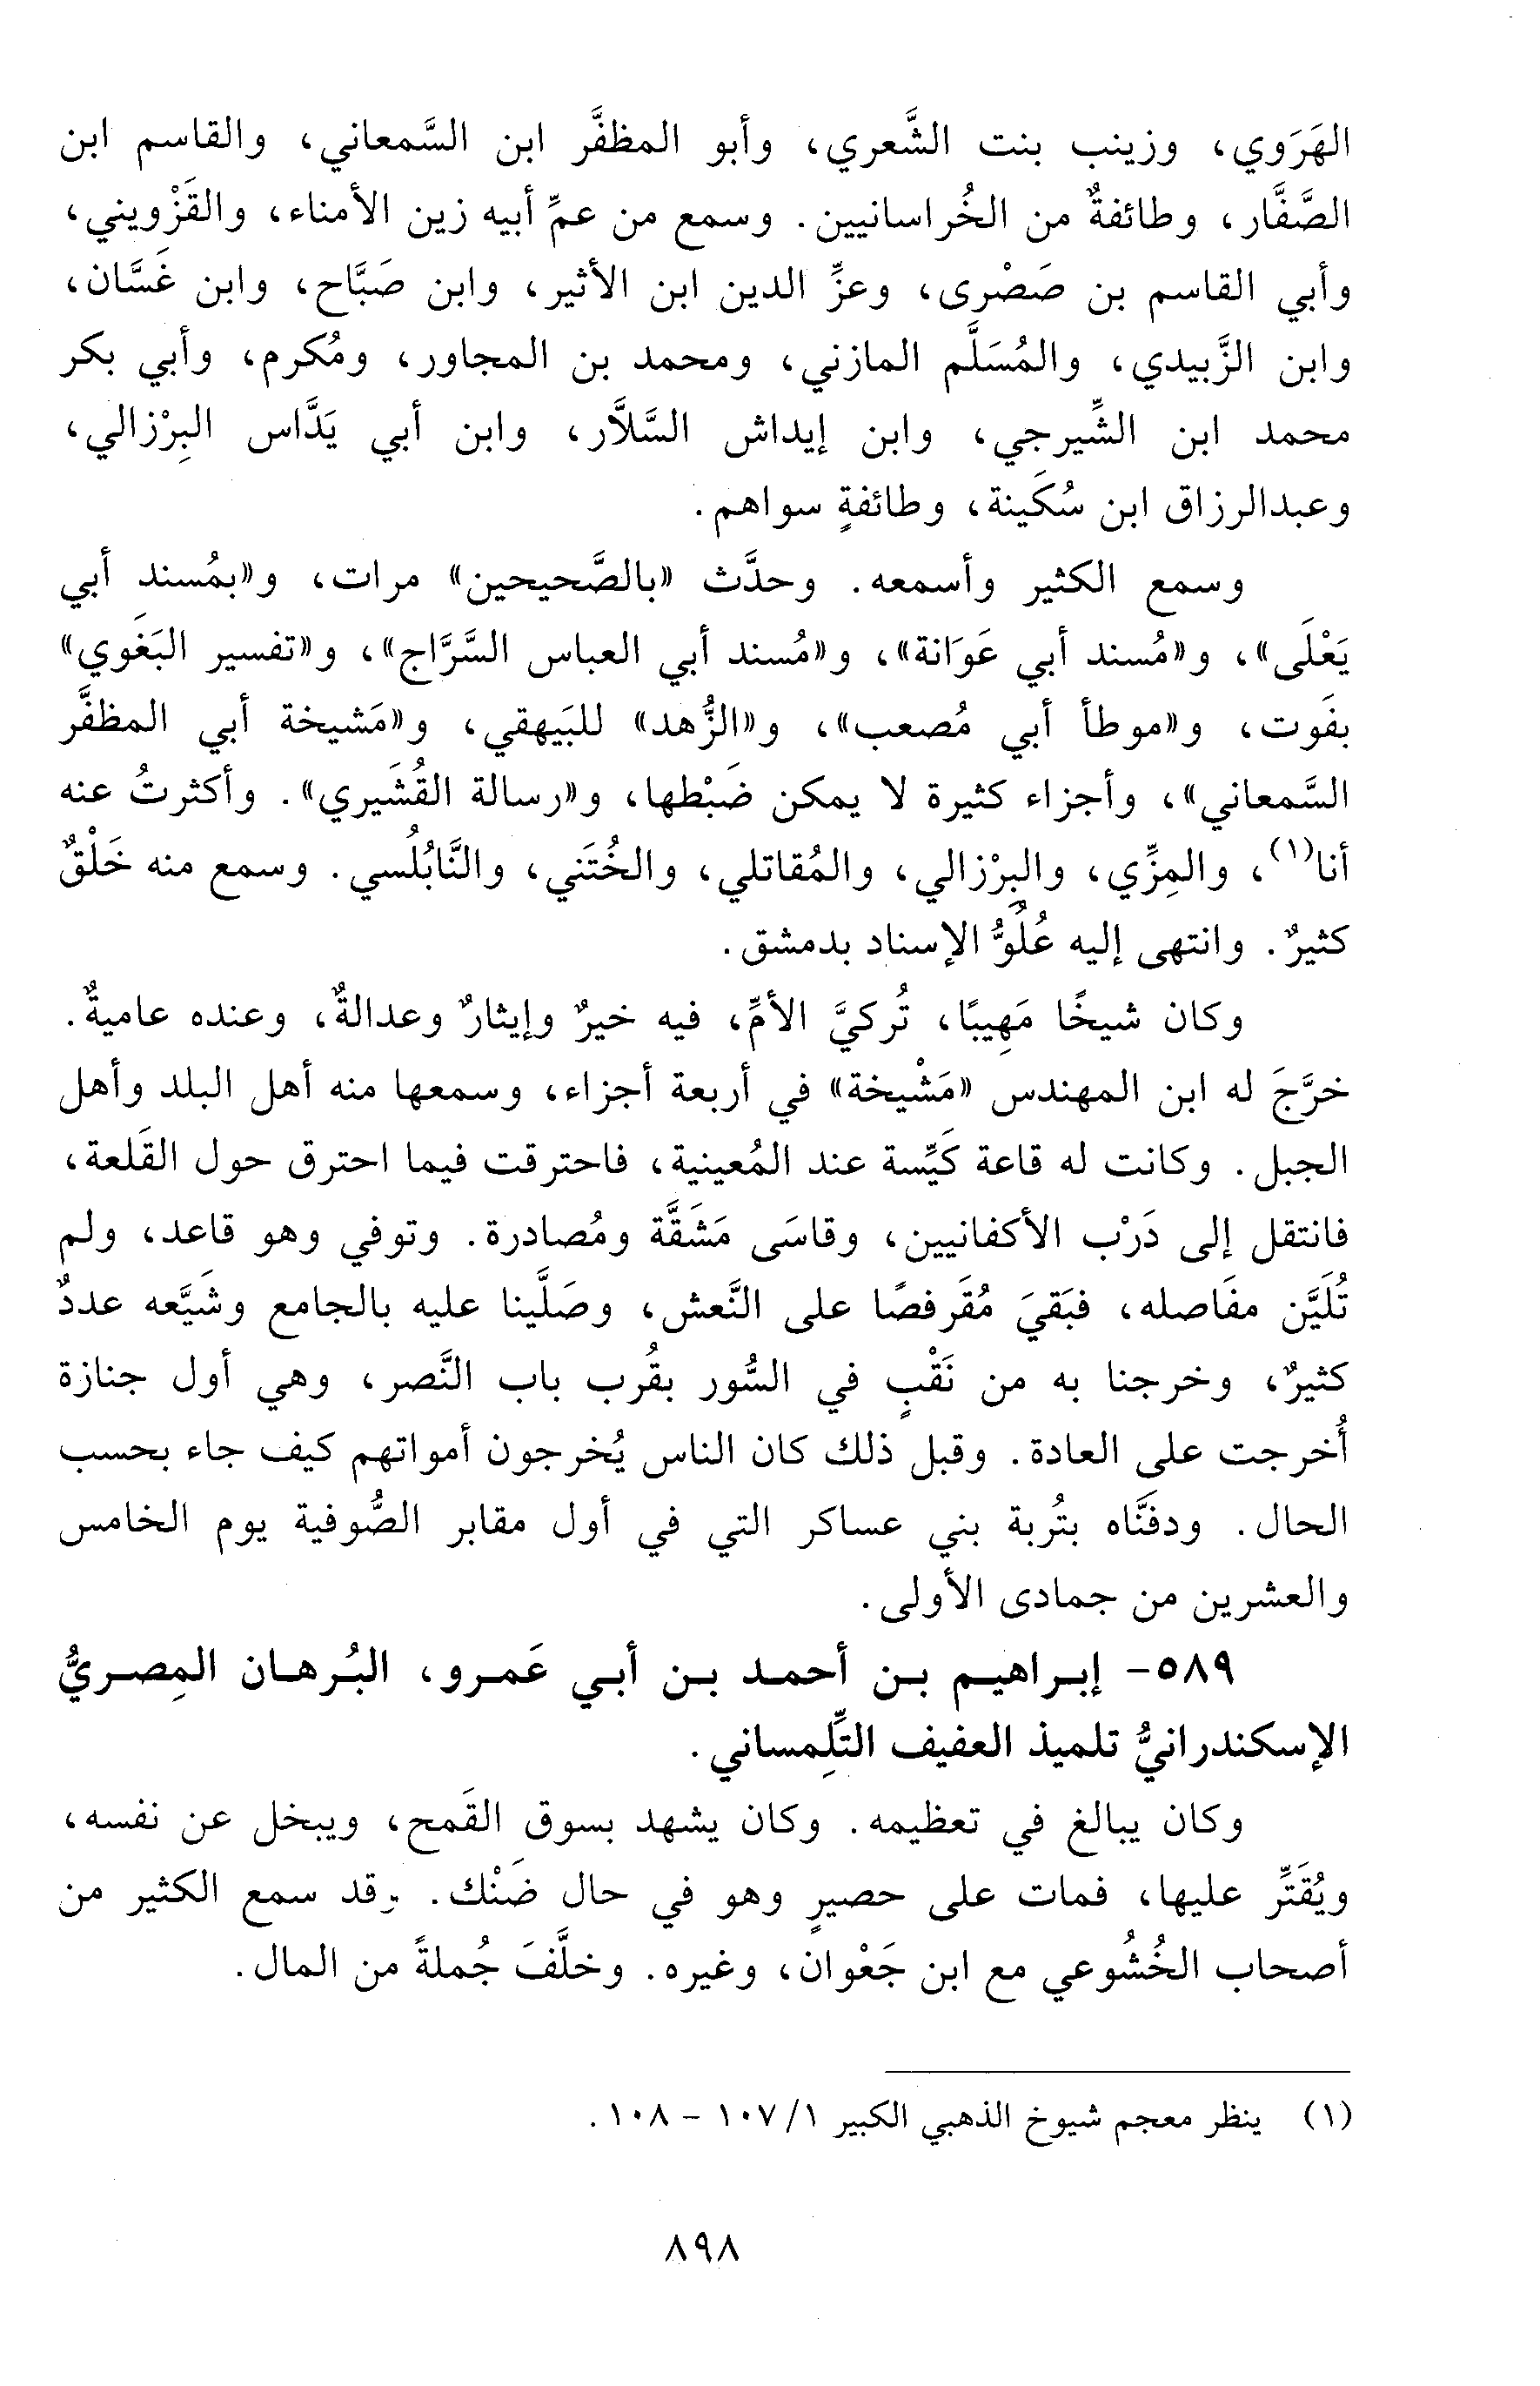 الهَرَوي، وزينب بنت الشَّعري، وأبو المظفَّر ابن السَّمعاني، والقاسم ابن
الصَّفَّار، وطائفةٌ من الخُراسانيين. وسمع من عمِّ أبيه زين الأمناء، والقَزْويني،
وأبي القاسم بن صَصْرى، وعزِّ الدين ابن الأثير، وابن صَبَّاح، وابن غَسَّان،
وابن الزَّبيدي، والمُسَلَّم المازني، ومحمد بن المجاور، ومُكرم، وأبي بكر
محمد ابن الشِّيرجي، وابن إيداش السَّلاَّر، وابن أبي يَدَّاس البِرْزالي،
وعبدالرزاق ابن سُكَينة، وطائفةٍ سواهم.
وسمع الكثير وأسمعه. وحدَّث «بالصَّحيحين» مرات، و«بمُسند أبي
يَعْلَى»، و«مُسند أبي عَوَانة»، و«مُسند أبي العباس السَّرَّاج»، و«تفسير البَغَوي»
بفَوت، و«موطأ أبي مُصعب»، و«الزُّهد» للبَيهقي، و«مَشيخة أبي المظفَّر
السَّمعاني»، وأجزاء كثيرة لا يمكن ضَبْطها، و«رسالة القُشَيري». وأكثرتُ عنه
أنا(١)، والمِزِّي، والبِرْزالي، والمُقاتلي، والخُتَني، والنَّابُلُسي. وسمع منه خَلْقٌ
كثيرٌ. وانتهى إليه عُلُوُّ الإسناد بدمشق.
وكان شيخًا مَهِيبًا، تُركيَّ الأمِّ، فيه خيرٌ وإيثارٌ وعدالةٌ، وعنده عاميةٌ.
خرَّجَ له ابن المهندس «مَشْيخة» في أربعة أجزاء، وسمعها منه أهل البلد وأهل
الجبل. وكانت له قاعة كَيِّسة عند المُعينية، فاحترقت فيما احترق حول القَلعة،
فانتقل إلى دَرْب الأكفانيين، وقاسَى مَشَقَّة ومُصادرة. وتوفي وهو قاعد، ولم
تُلَيَّن مفَاصله، فبَقيَ مُقَرفصًا على النَّعش، وصَلَّينا عليه بالجامع وشَيَّعه عددٌ
كثيرٌ، وخرجنا به من نَقْبٍ في السُّور بقُرب باب النَّصر، وهي أول جنازة
أُخرجت على العادة. وقبل ذلك كان الناس يُخرجون أمواتهم كيف جاء بحسب
الحال. ودفَنَّاه بتُربة بني عساكر التي في أول مقابر الصُّوفية يوم الخامس
والعشرين من جمادى الأولى.
٥٨٩- إبراهيم بن أحمد بن أبي عَمرو، البُرهان المِصريُّ
الإسكندرانيُّ تلميذ العفيف التِّلِمساني.
وكان يبالغ في تعظيمه. وكان يشهد بسوق القَمح، ويبخل عن نفسه،
ويُقَتِّر عليها، فمات على حصيرٍ وهو في حال ضَنْك. وقد سمع الكثير من
أصحاب الخُشُوعي مع ابن جَعْوان، وغيره. وخلَّفَ جُملةً من المال.
(١) ينظر معجم شيوخ الذهبي الكبير ١/ ١٠٧ - ١٠٨.
٨٩٨